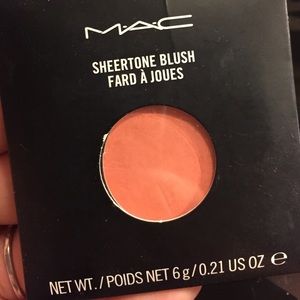 MAC
SHEERTONE BLUSH
FARD À JOUES
NET WT./POIDS NET 6 g/0.21 US OZ ℮